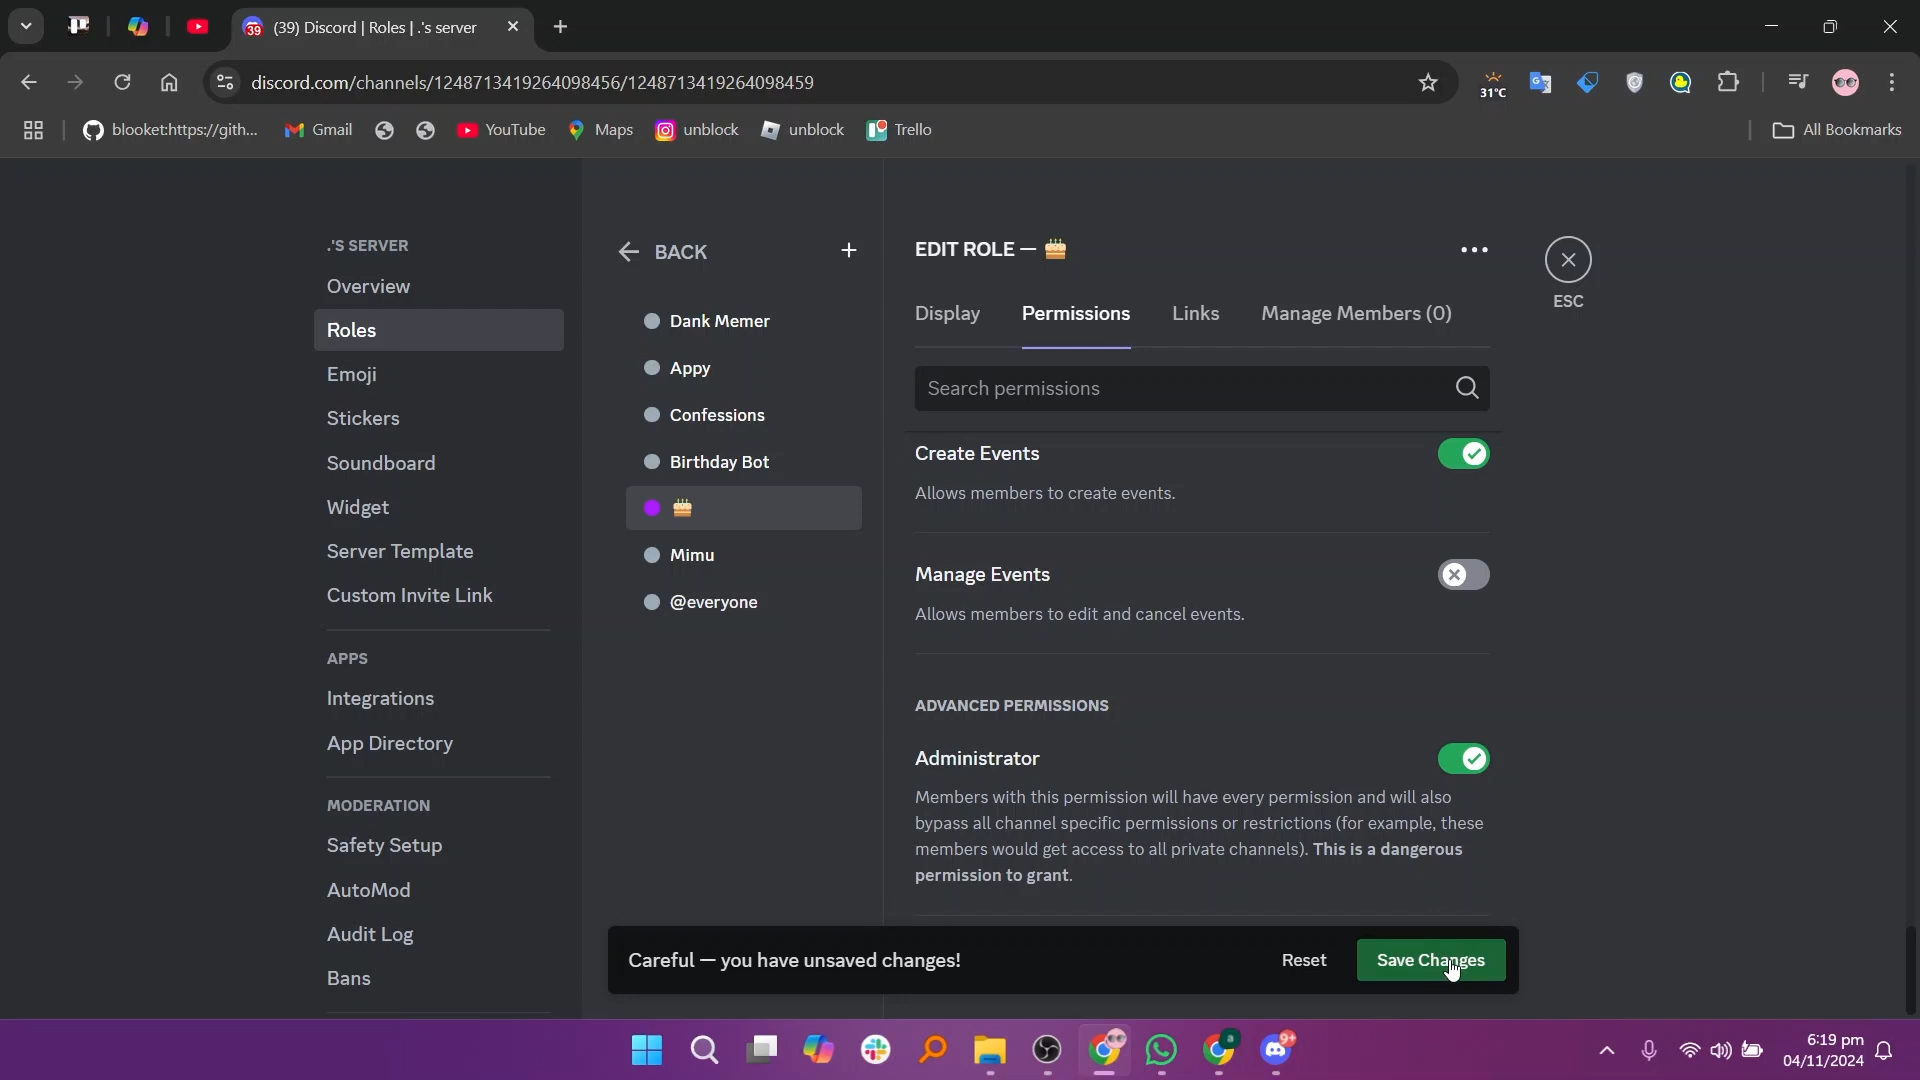 (39) Discord | Roles | .'s server
39
discord.com/channels/1248713419264098456/1248713419264098459
31°C
blooket:https://gith...
Gmail
YouTube
Maps
unblock
unblock
Trello
All Bookmarks
.'S SERVER
Overview
Roles
Emoji
Stickers
Soundboard
Widget
Server Template
Custom Invite Link
APPS
Integrations
App Directory
MODERATION
Safety Setup
AutoMod
Audit Log
Bans
BACK
Dank Memer
Appy
Confessions
Birthday Bot
🎂
Mimu
@everyone
EDIT ROLE — 🎂
ESC
Display Permissions Links Manage Members (0)
Search permissions
Create Events
Allows members to create events.
Manage Events
Allows members to edit and cancel events.
ADVANCED PERMISSIONS
Administrator
Members with this permission will have every permission and will also
bypass all channel specific permissions or restrictions (for example, these
members would get access to all private channels). This is a dangerous
permission to grant.
Careful — you have unsaved changes!
Reset
Save Changes
a
9+
6:19 pm
04/11/2024